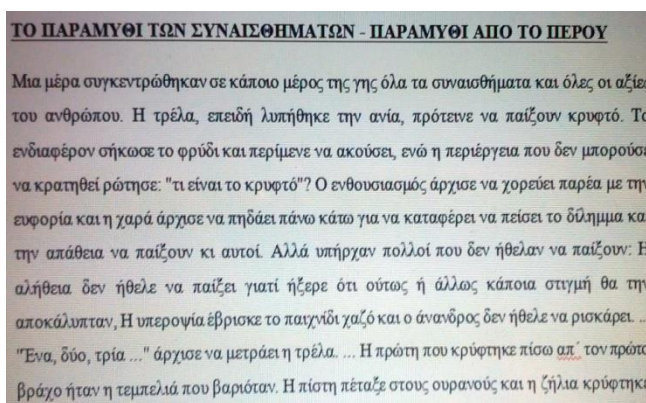 ΤΟ ΠΑΡΑΜΥΘΙ ΤΩΝ ΣΥΝΑΙΣΘΗΜΑΤΩΝ - ΠΑΡΑΜΥΘΙ ΑΠΟ ΤΟ ΠΕΡΟΥ
Μια μέρα συγκεντρώθηκαν σε κάποιο μέρος της γης όλα τα συναισθήματα και όλες οι αξίες
του ανθρώπου. Η τρέλα, επειδή λυπήθηκε την ανία, πρότεινε να παίξουν κρυφτό. Το
ενδιαφέρον σήκωσε το φρύδι και περίμενε να ακούσει, ενώ η περιέργεια που δεν μπορούσε
να κρατηθεί ρώτησε: "τι είναι το κρυφτό"? Ο ενθουσιασμός άρχισε να χορεύει παρέα με την
ευφορία και η χαρά άρχισε να πηδάει πάνω κάτω για να καταφέρει να πείσει το δίλημμα κα
την απάθεια να παίξουν κι αυτοί. Αλλά υπήρχαν πολλοί που δεν ήθελαν να παίξουν: Η
αλήθεια δεν ήθελε να παίξει γιατί ήξερε ότι ούτως ή άλλως κάποια στιγμή θα την
αποκάλυπταν, Η υπεροψία έβρισκε το παιχνίδι χαζό και ο άνανδρος δεν ήθελε να ρισκάρει. ..
"Ένα, δύο, τρία ..." άρχισε να μετράει η τρέλα. ... Η πρώτη που κρύφτηκε πίσω απ΄ τον πρώτο
βράχο ήταν η τεμπελιά που βαριόταν. Η πίστη πέταξε στους ουρανούς και η ζήλια κρύφτηκε